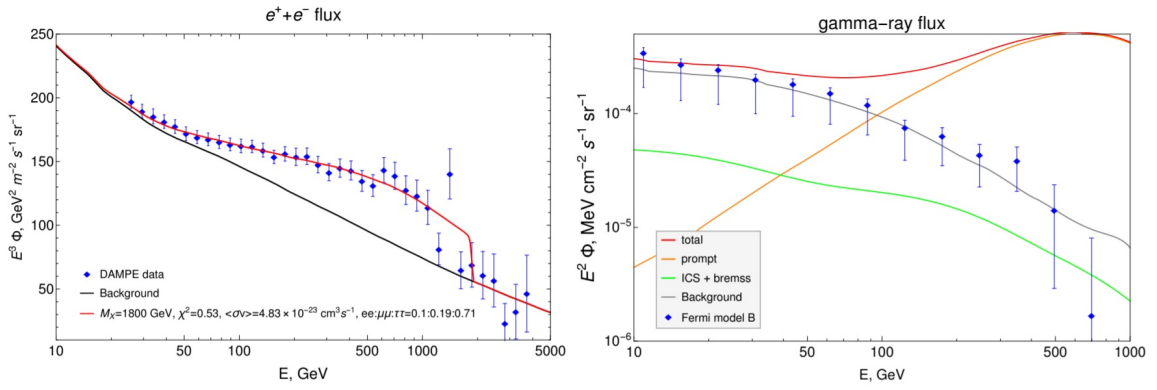 e⁺+e⁻ flux
250
200
150
100
50
10
50
100
500
1000
5000
E³ Φ, GeV² m⁻² s⁻¹ sr⁻¹
E, GeV
DAMPE data
Background
M_X=1800 GeV, χ²=0.53, <σv>=4.83×10⁻²³ cm³s⁻¹, ee:μμ:ττ=0.1:0.19:0.71
gamma-ray flux
10⁻⁴
10⁻⁵
10⁻⁶
10
50
100
500
1000
E² Φ, MeV cm⁻² s⁻¹ sr⁻¹
E, GeV
total
prompt
ICS + bremss
Background
Fermi model B